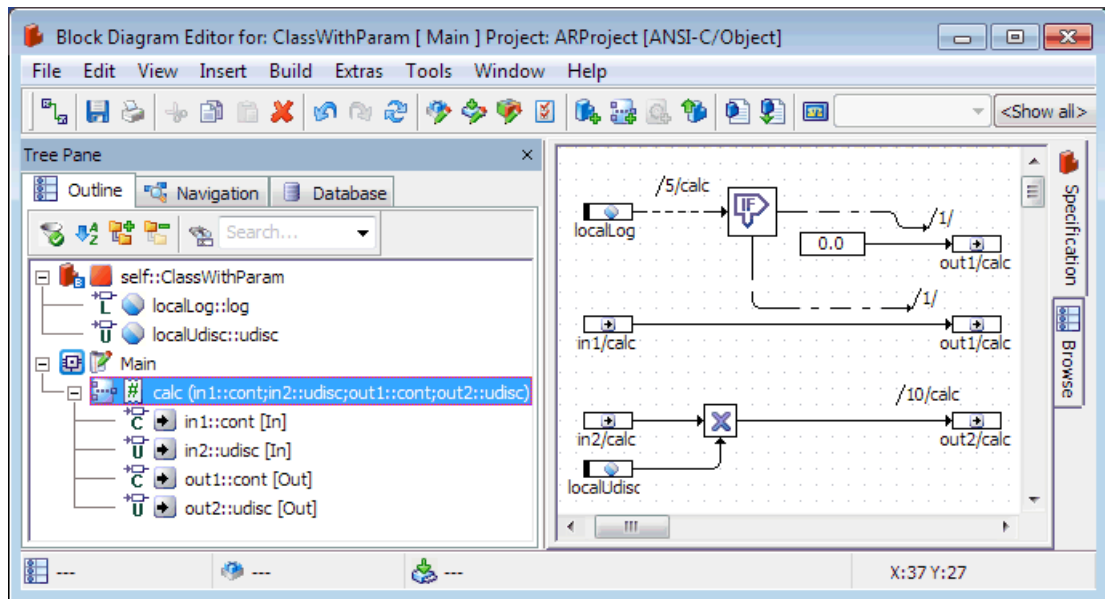 Block Diagram Editor for: ClassWithParam [ Main ] Project: ARProject [ANSI-C/Object]
File Edit View Insert Build Extras Tools Window Help
<Show all>
Tree Pane
Outline Navigation Database
Search...
self::ClassWithParam
L localLog::log
U localUdisc::udisc
Main
calc (in1::cont;in2::udisc;out1::cont;out2::udisc)
C in1::cont [In]
U in2::udisc [In]
C out1::cont [Out]
U out2::udisc [Out]
/5/calc
IF
localLog
/1/
0.0
out1/calc
/1/
in1/calc
out1/calc
/10/calc
in2/calc
out2/calc
localUdisc
Specification
Browse
---
---
---
X:37 Y:27